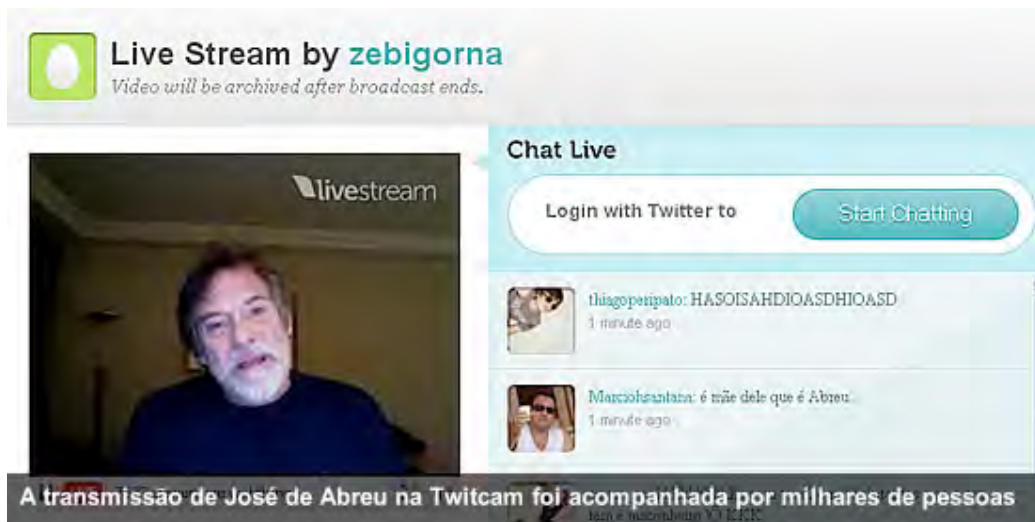 Live Stream by zebigorna
Video will be archived after broadcast ends.
livestream
Chat Live
Login with Twitter to
Start Chatting
thiagoperipato: HASOISAHDIOASDHIOASD
1 minute ago
Marciohsantana: é mãe dele que é Abreu..
1 minute ago
A transmissão de José de Abreu na Twitcam foi acompanhada por milhares de pessoas